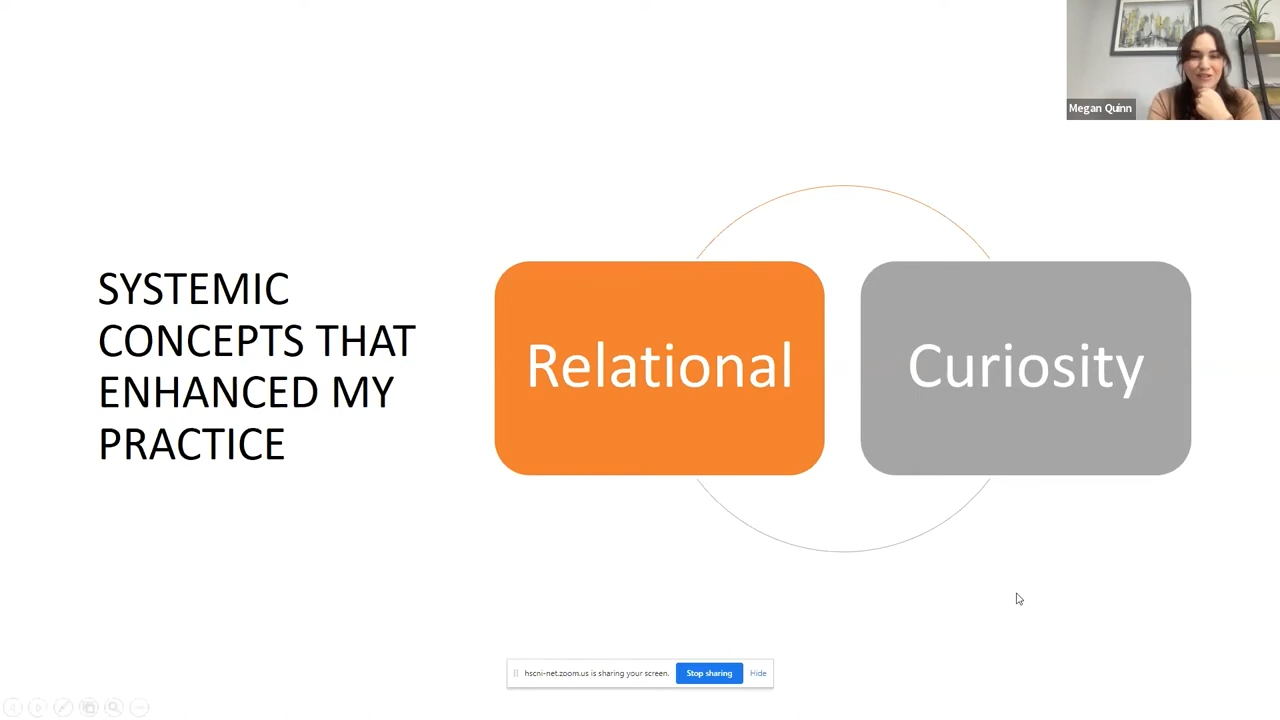 Megan Quinn
SYSTEMIC
CONCEPTS THAT
ENHANCED MY
PRACTICE
Relational
Curiosity
hscni-net.zoom.us is sharing your screen.
Stop sharing
Hide